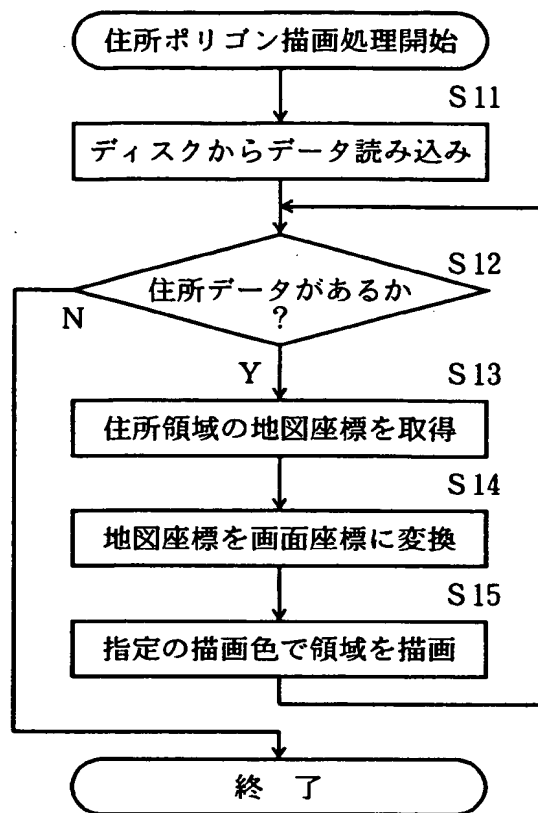 住所ポリゴン描画処理開始
S11
ディスクからデータ読み込み
S12
住所データがあるか
?
N
Y
S13
住所領域の地図座標を取得
S14
地図座標を画面座標に変換
S15
指定の描画色で領域を描画
終 了